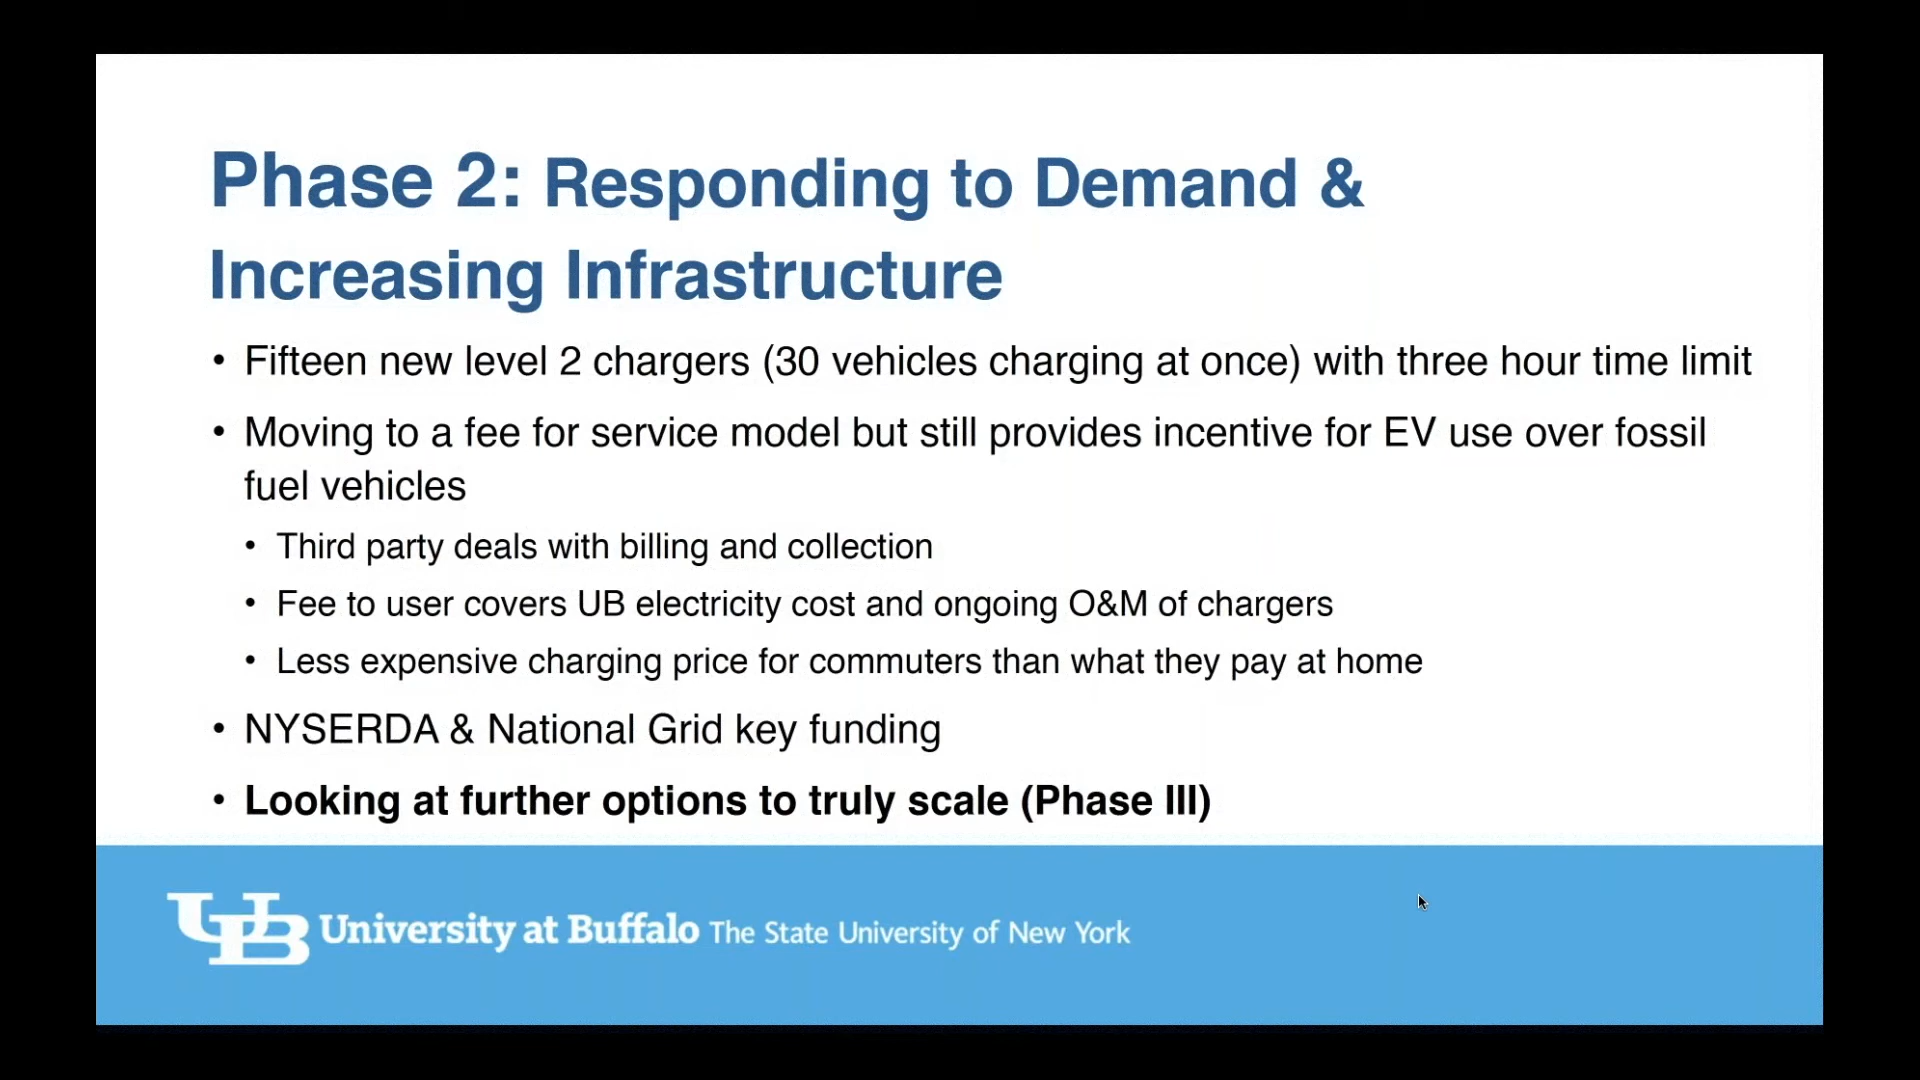 Phase 2: Responding to Demand &
Increasing Infrastructure
• Fifteen new level 2 chargers (30 vehicles charging at once) with three hour time limit
• Moving to a fee for service model but still provides incentive for EV use over fossil
fuel vehicles
• Third party deals with billing and collection
• Fee to user covers UB electricity cost and ongoing O&M of chargers
• Less expensive charging price for commuters than what they pay at home
• NYSERDA & National Grid key funding
• Looking at further options to truly scale (Phase III)
UB University at Buffalo The State University of New York